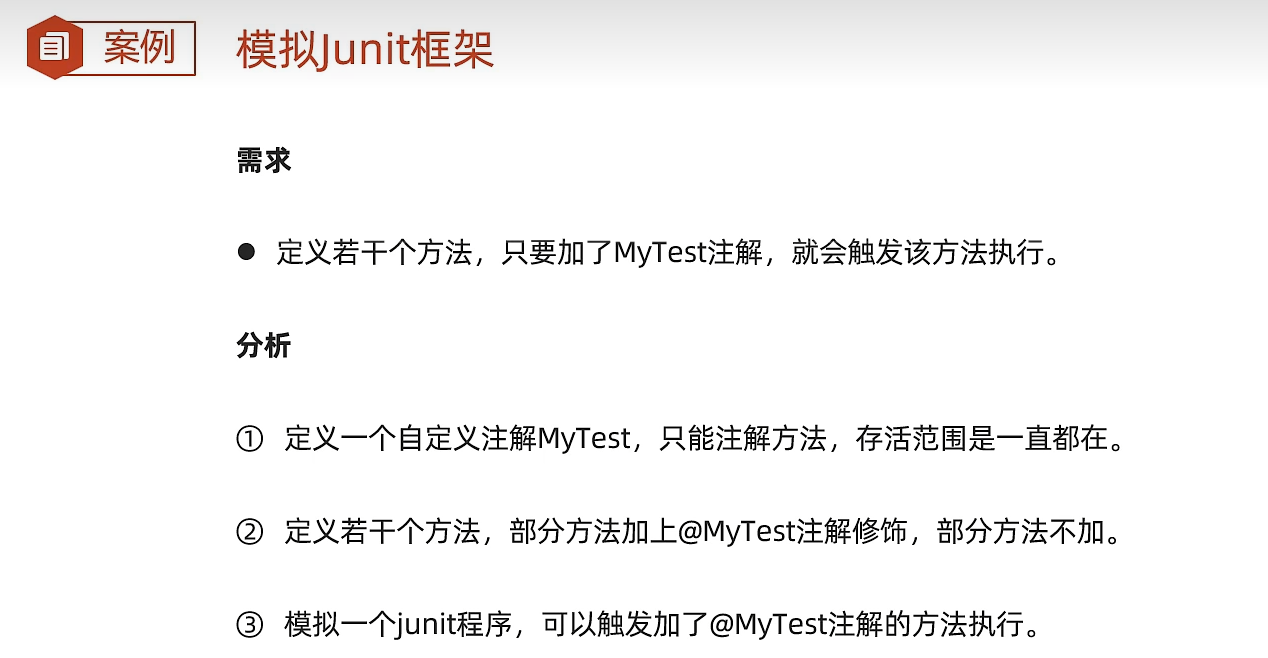 案例
模拟Junit框架
需求
● 定义若干个方法，只要加了MyTest注解，就会触发该方法执行。
分析
① 定义一个自定义注解MyTest，只能注解方法，存活范围是一直都在。
② 定义若干个方法，部分方法加上@MyTest注解修饰，部分方法不加。
③ 模拟一个junit程序，可以触发加了@MyTest注解的方法执行。